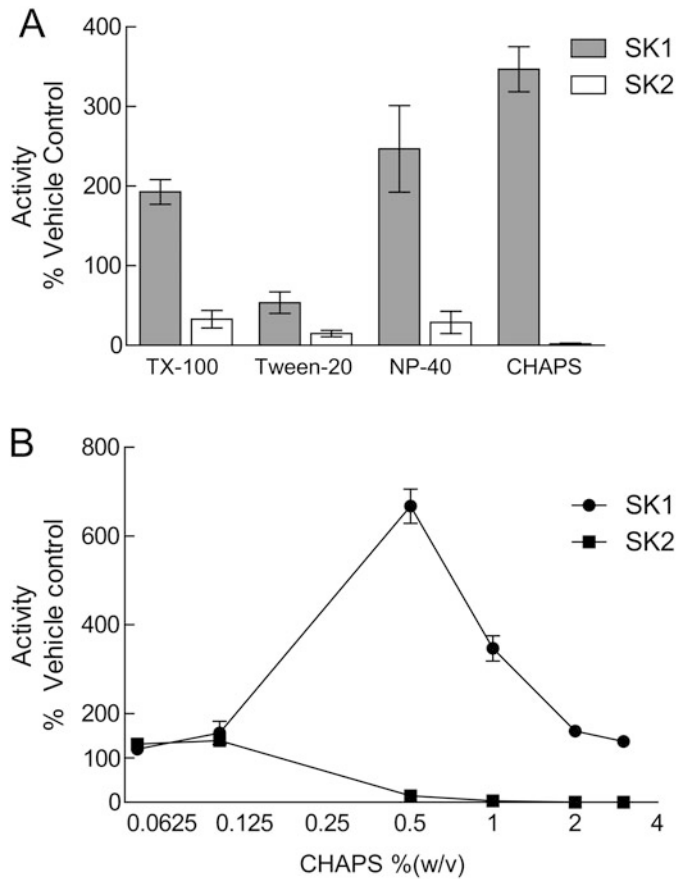 A
Activity
% Vehicle Control
400
300
200
100
0
SK1
SK2
TX-100 Tween-20 NP-40 CHAPS
B
Activity
% Vehicle control
800
600
400
200
100
0
SK1
SK2
0.0625 0.125 0.25 0.5 1 2 4
CHAPS %(w/v)